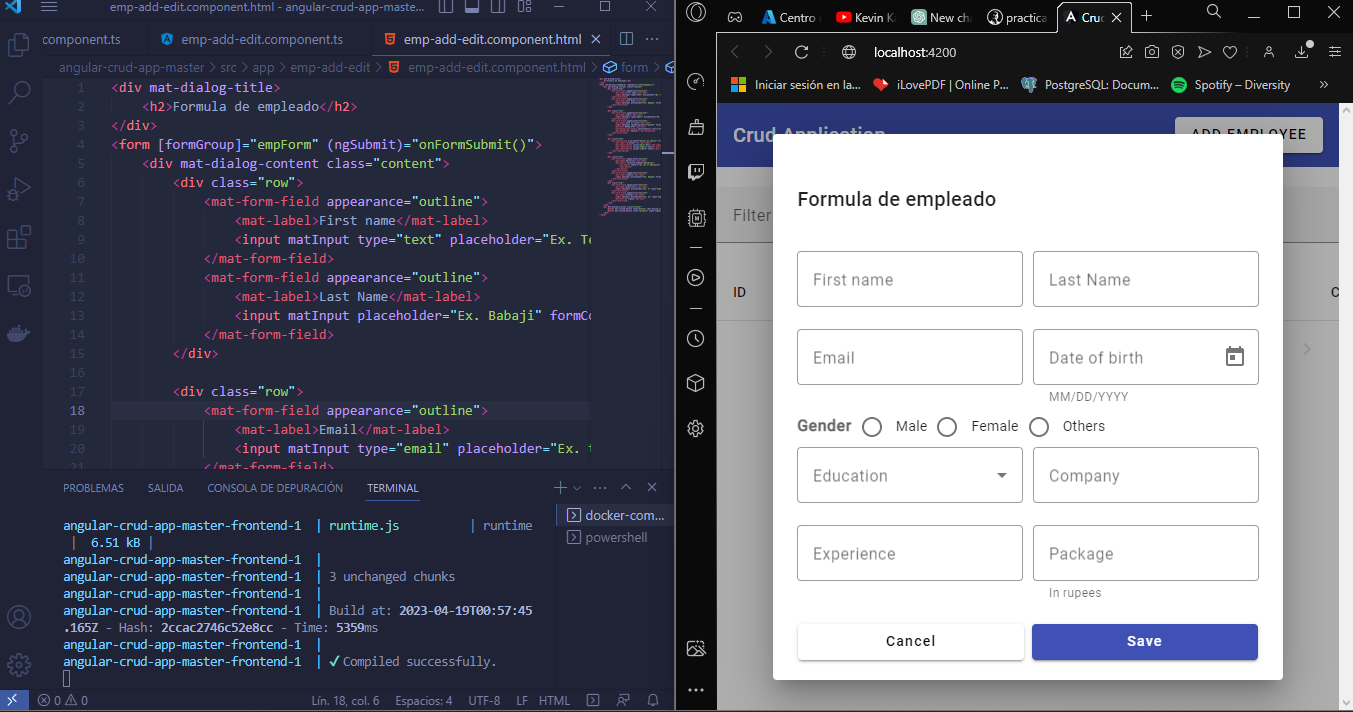 emp-add-edit.component.html - angular-crud-app-master...
component.ts
emp-add-edit.component.ts
emp-add-edit.component.html
angular-crud-app-master > src > app > emp-add-edit > emp-add-edit.component.html > form >
1 <div mat-dialog-title>
2 <h2>Formula de empleado</h2>
3 </div>
4 <form [formGroup]="empForm" (ngSubmit)="onFormSubmit()">
5 <div mat-dialog-content class="content">
6 <div class="row">
7 <mat-form-field appearance="outline">
8 <mat-label>First name</mat-label>
9 <input matInput type="text" placeholder="Ex. Te
10 </mat-form-field>
11 <mat-form-field appearance="outline">
12 <mat-label>Last Name</mat-label>
13 <input matInput placeholder="Ex. Babaji" formCo
14 </mat-form-field>
15 </div>
16
17 <div class="row">
18 <mat-form-field appearance="outline">
19 <mat-label>Email</mat-label>
20 <input matInput type="email" placeholder="Ex. t
21 </mat-form-field>
PROBLEMAS SALIDA CONSOLA DE DEPURACIÓN TERMINAL
docker-com...
powershell
angular-crud-app-master-frontend-1 | runtime.js | runtime
| 6.51 kB |
angular-crud-app-master-frontend-1 |
angular-crud-app-master-frontend-1 | 3 unchanged chunks
angular-crud-app-master-frontend-1 |
angular-crud-app-master-frontend-1 | Build at: 2023-04-19T00:57:45
.165Z - Hash: 2ccac2746c52e8cc - Time: 5359ms
angular-crud-app-master-frontend-1 |
angular-crud-app-master-frontend-1 | ✓ Compiled successfully.
0 0 Lín. 18, col. 6 Espacios: 4 UTF-8 LF HTML
Centro
Kevin K
New ch
practica
Cruc
localhost:4200
Iniciar sesión en la...
iLovePDF | Online P...
PostgreSQL: Docum...
Spotify – Diversity
Crud Application
ADD EMPLOYEE
Filter
ID
Formula de empleado
First name
Last Name
Email
Date of birth
MM/DD/YYYY
Gender Male Female Others
Education
Company
Experience
Package
In rupees
Cancel
Save